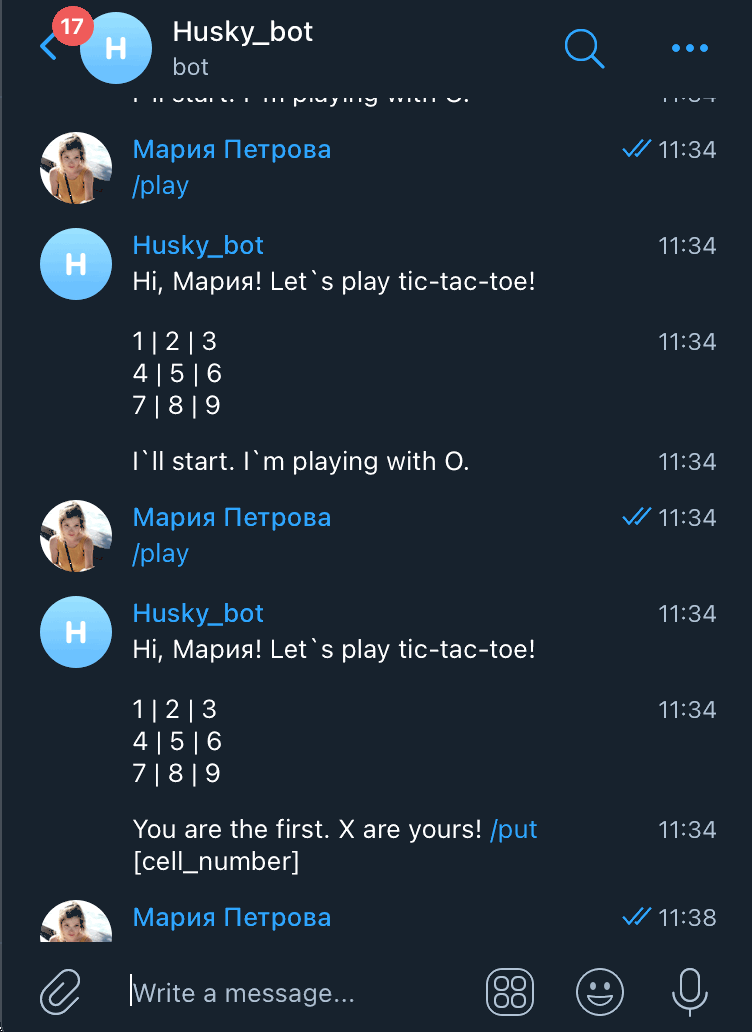 17
H
Husky_bot
bot
I`ll start. I`m playing with O.
11:34
Мария Петрова
11:34
/play
H
Husky_bot
11:34
Hi, Мария! Let`s play tic-tac-toe!
1 | 2 | 3
11:34
4 | 5 | 6
7 | 8 | 9
I`ll start. I`m playing with O.
11:34
Мария Петрова
11:34
/play
H
Husky_bot
11:34
Hi, Мария! Let`s play tic-tac-toe!
1 | 2 | 3
11:34
4 | 5 | 6
7 | 8 | 9
You are the first. X are yours! /put
11:34
[cell_number]
Мария Петрова
11:38
Write a message...